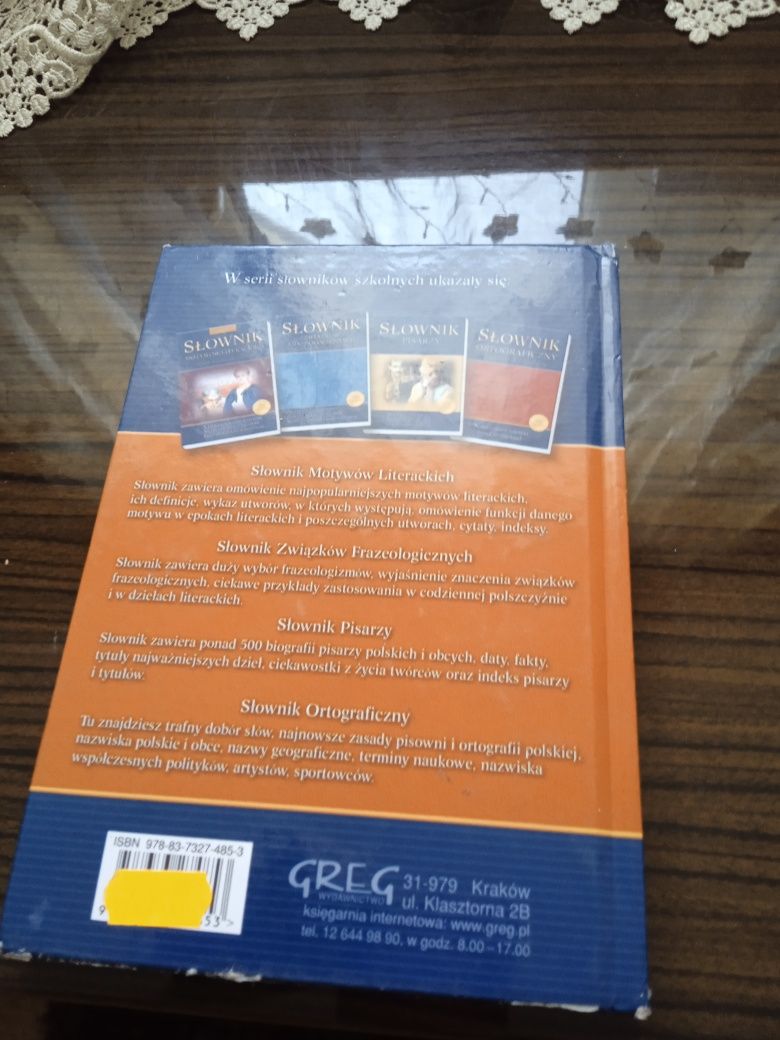 W serii słowników szkolnych ukazały się:
SŁOWNIK
MOTYWÓW LITERACKICH
SŁOWNIK
SŁOWNIK
PISARZY
SŁOWNIK
ORTOGRAFICZNY
Słownik Motywów Literackich
Słownik zawiera omówienie najpopularniejszych motywów literackich,
ich definicje, wykaz utworów, w których występują, omówienie funkcji danego
motywu w epokach literackich i poszczególnych utworach, cytaty, indeksy.
Słownik Związków Frazeologicznych
Słownik zawiera duży wybór frazeologizmów, wyjaśnienie znaczenia związków
frazeologicznych, ciekawe przykłady zastosowania w codziennej polszczyźnie
i w dziełach literackich.
Słownik Pisarzy
Słownik zawiera ponad 500 biografii pisarzy polskich i obcych, daty, fakty,
tytuły najważniejszych dzieł, ciekawostki z życia twórców oraz indeks pisarzy
i tytułów.
Słownik Ortograficzny
Tu znajdziesz trafny dobór słów, najnowsze zasady pisowni i ortografii polskiej,
nazwiska polskie i obce, nazwy geograficzne, terminy naukowe, nazwiska
współczesnych polityków, artystów, sportowców.
ISBN 978-83-7327-485-3
9 53>
GREG
WYDAWNICTWO
31-979 Kraków
ul. Klasztorna 2B
księgarnia internetowa: www.greg.pl
tel. 12 644 98 90, w godz. 8.00–17.00